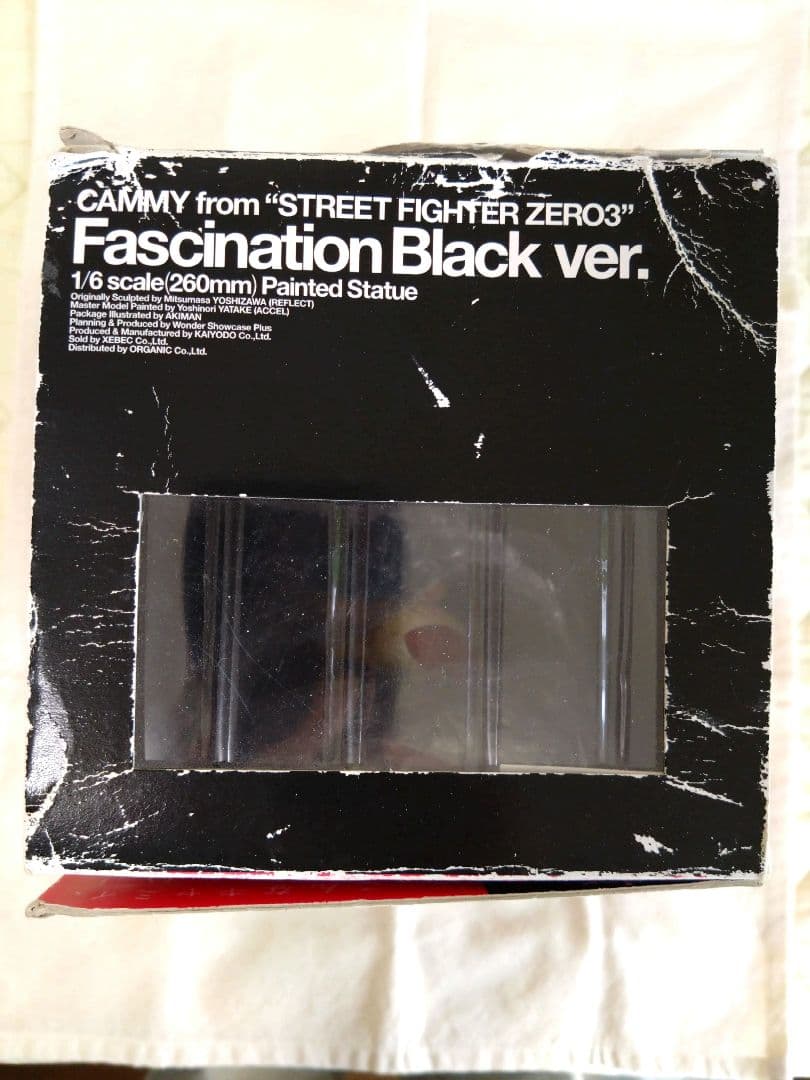 CAMMY from “STREET FIGHTER ZERO3”
Fascination Black ver.
1/6 scale(260mm) Painted Statue
Originally Sculpted by Mitsumasa YOSHIZAWA (REFLECT)
Master Model Painted by Yoshinori YATAKE (ACCEL)
Package Illustrated by AKIMAN
Planning & Produced by Wonder Showcase Plus
Produced & Manufactured by KAIYODO Co.,Ltd.
Sold by XEBEC Co.,Ltd.
Distributed by ORGANIC Co.,Ltd.